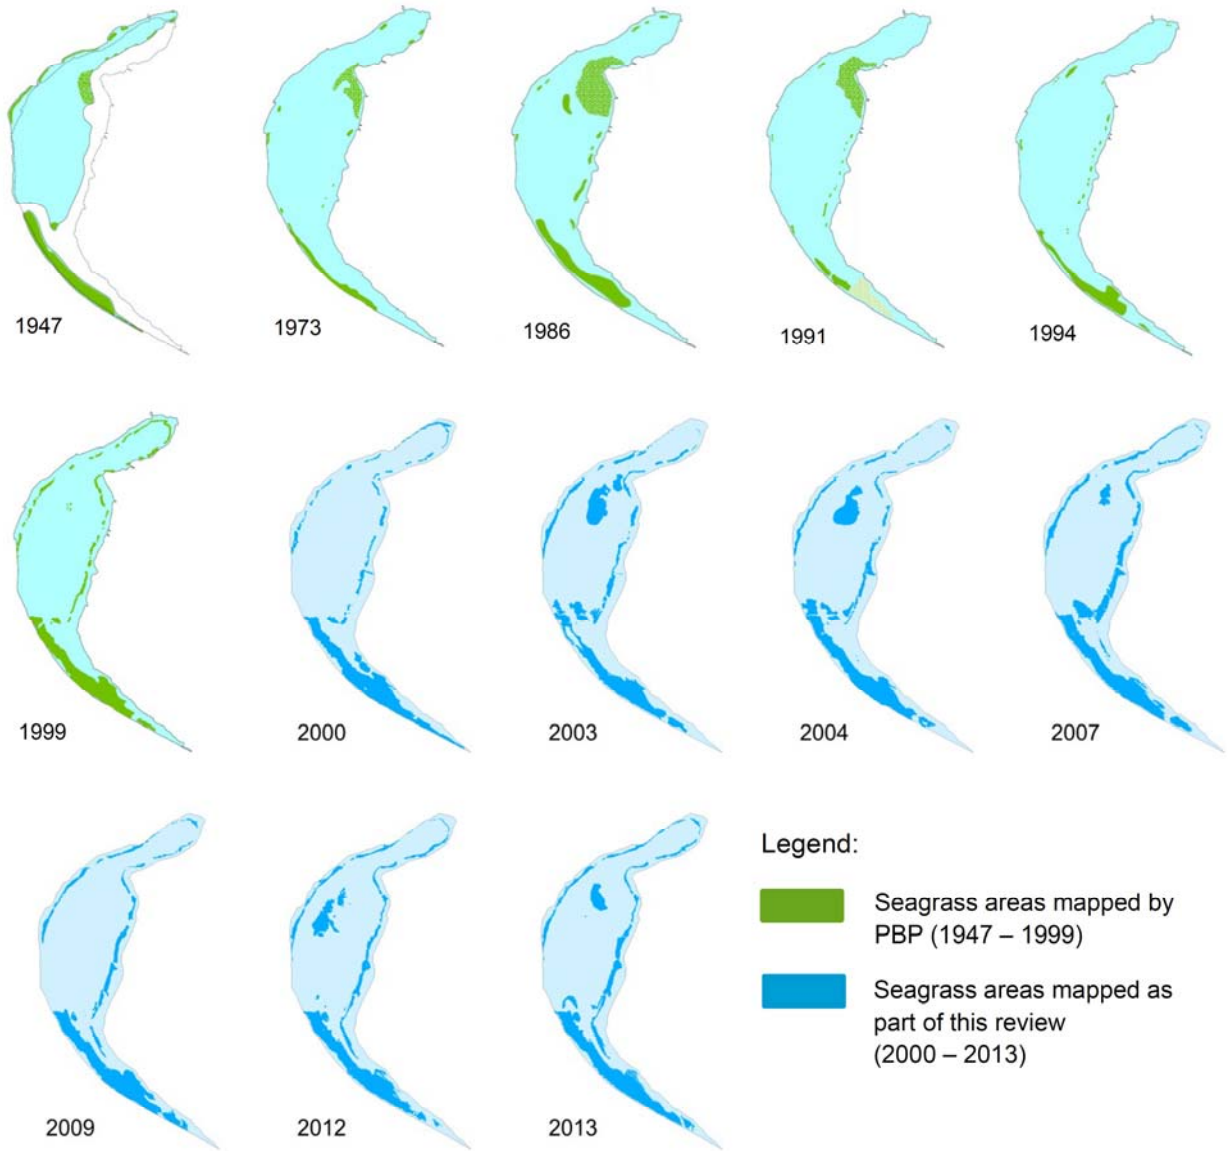 1947
1973
1986
1991
1994
1999
2000
2003
2004
2007
2009
2012
2013
Legend:
Seagrass areas mapped by
PBP (1947 – 1999)
Seagrass areas mapped as
part of this review
(2000 – 2013)